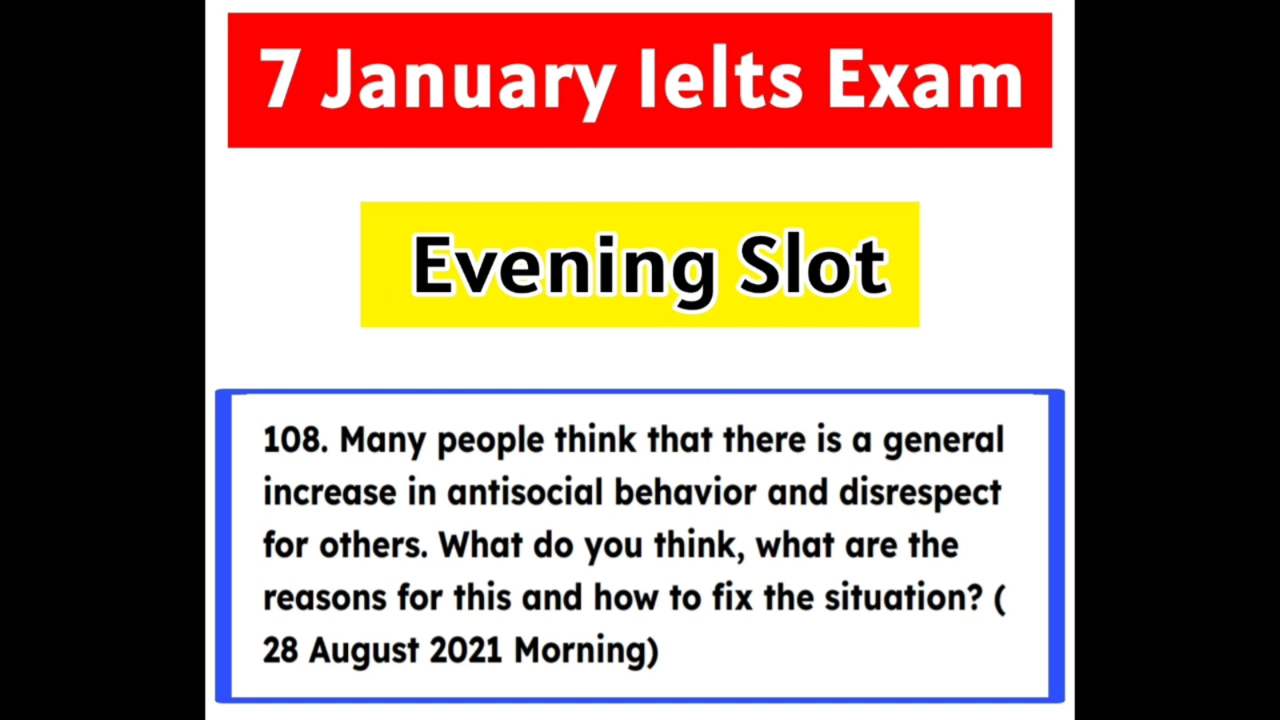 7 January Ielts Exam
Evening Slot
108. Many people think that there is a general
increase in antisocial behavior and disrespect
for others. What do you think, what are the
reasons for this and how to fix the situation? (
28 August 2021 Morning)